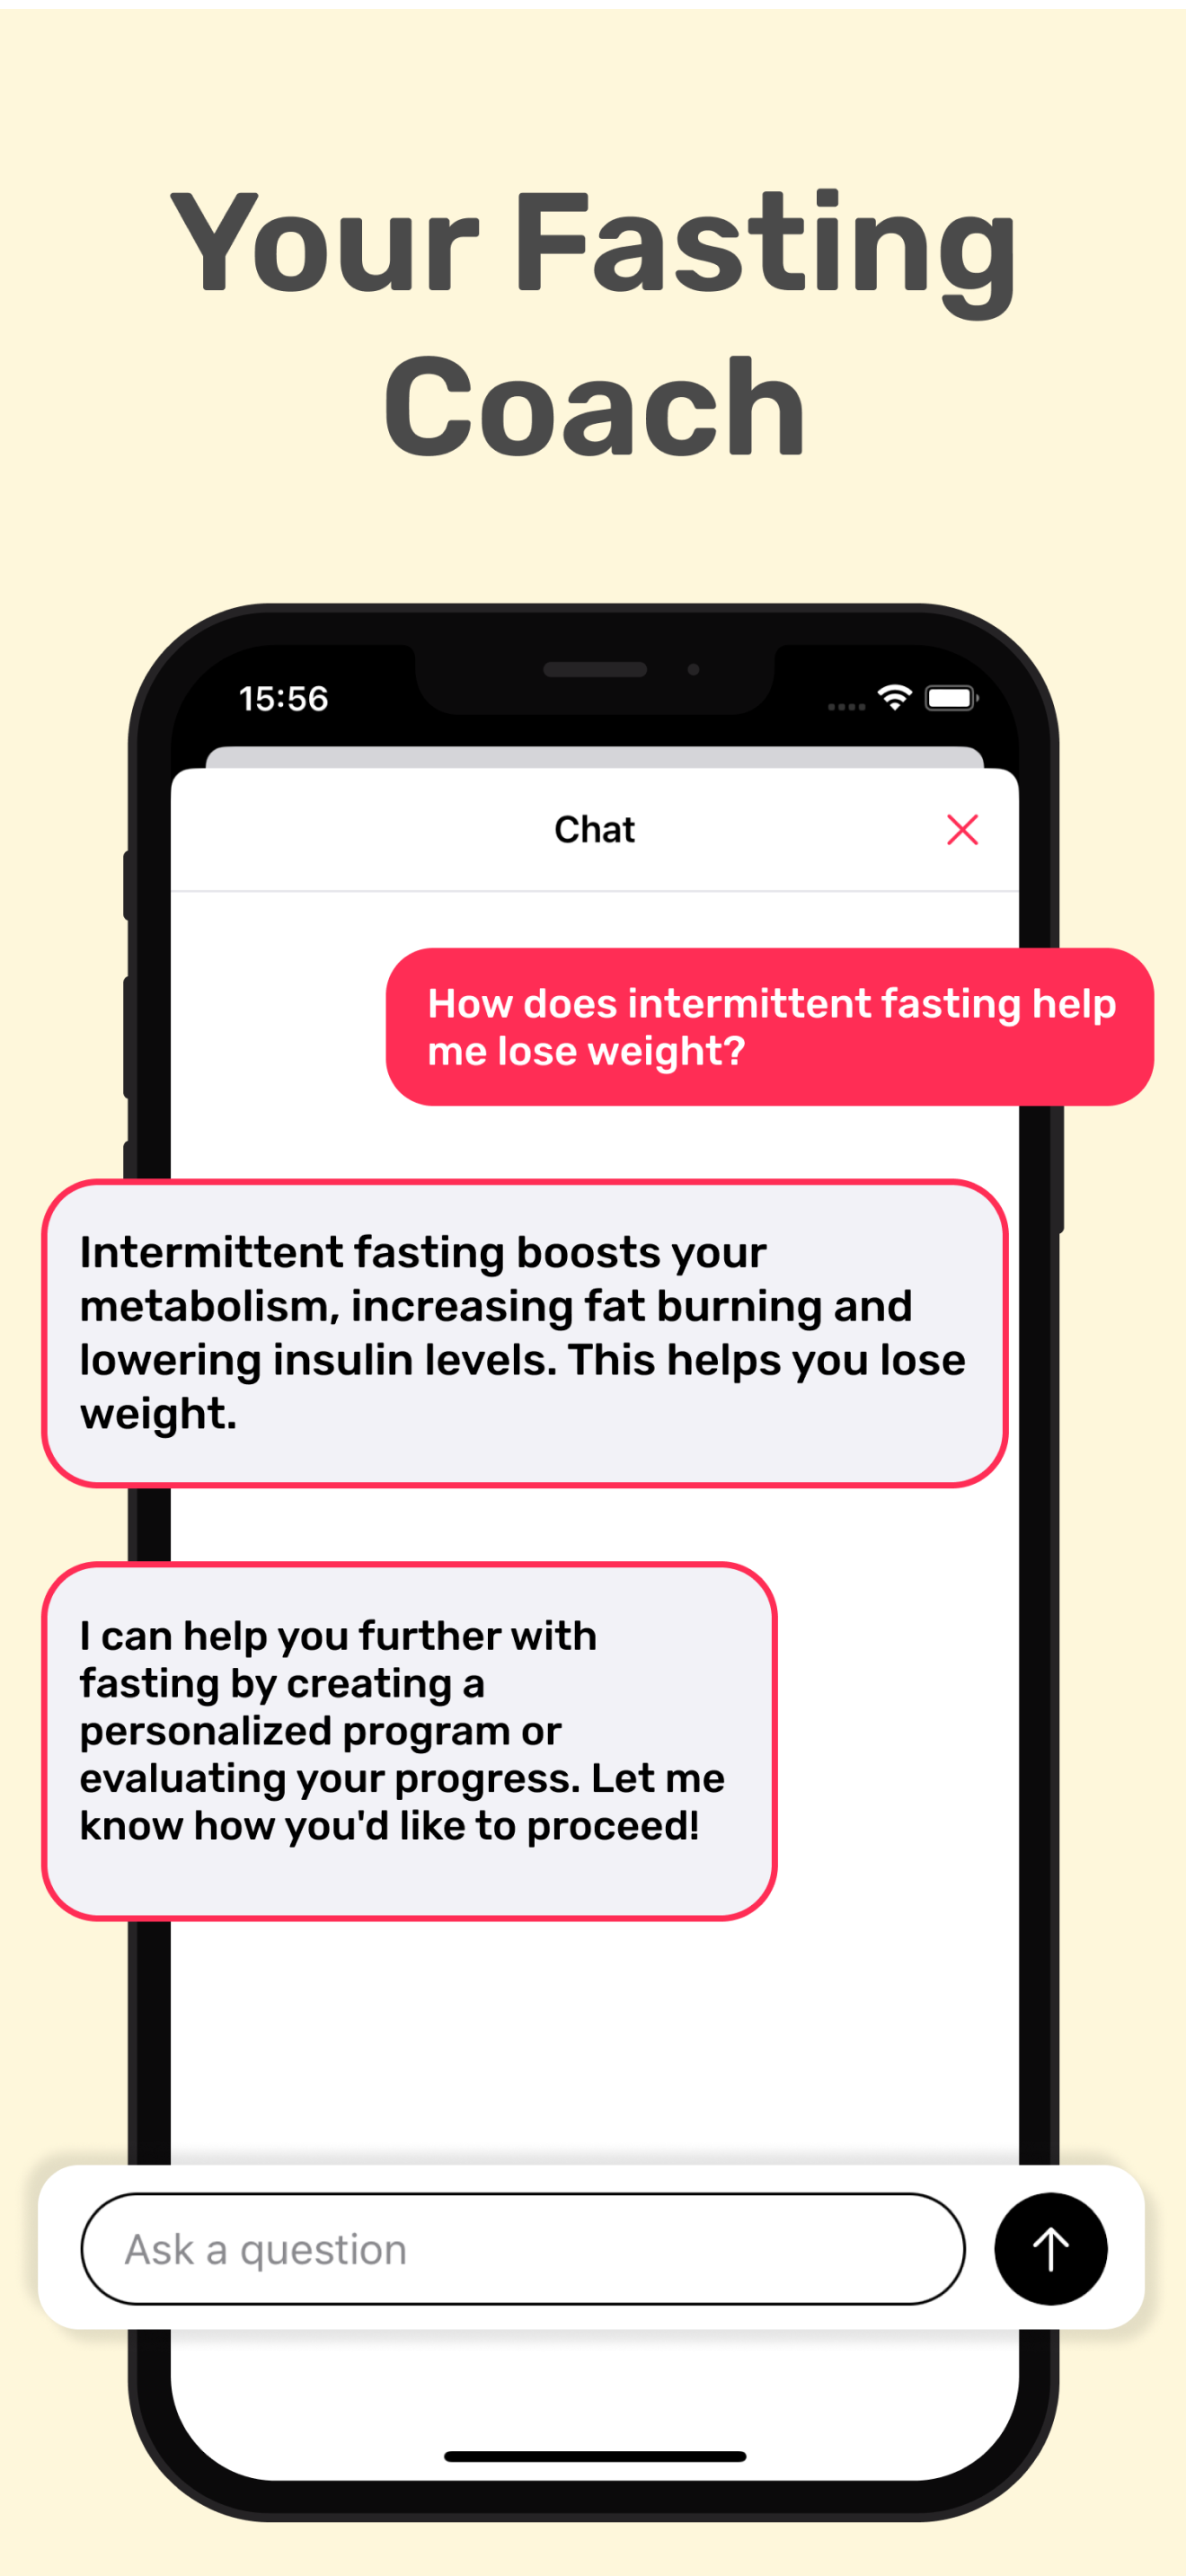 Your Fasting
Coach
15:56
Chat
How does intermittent fasting help
me lose weight?
Intermittent fasting boosts your
metabolism, increasing fat burning and
lowering insulin levels. This helps you lose
weight.
I can help you further with
fasting by creating a
personalized program or
evaluating your progress. Let me
know how you'd like to proceed!
Ask a question